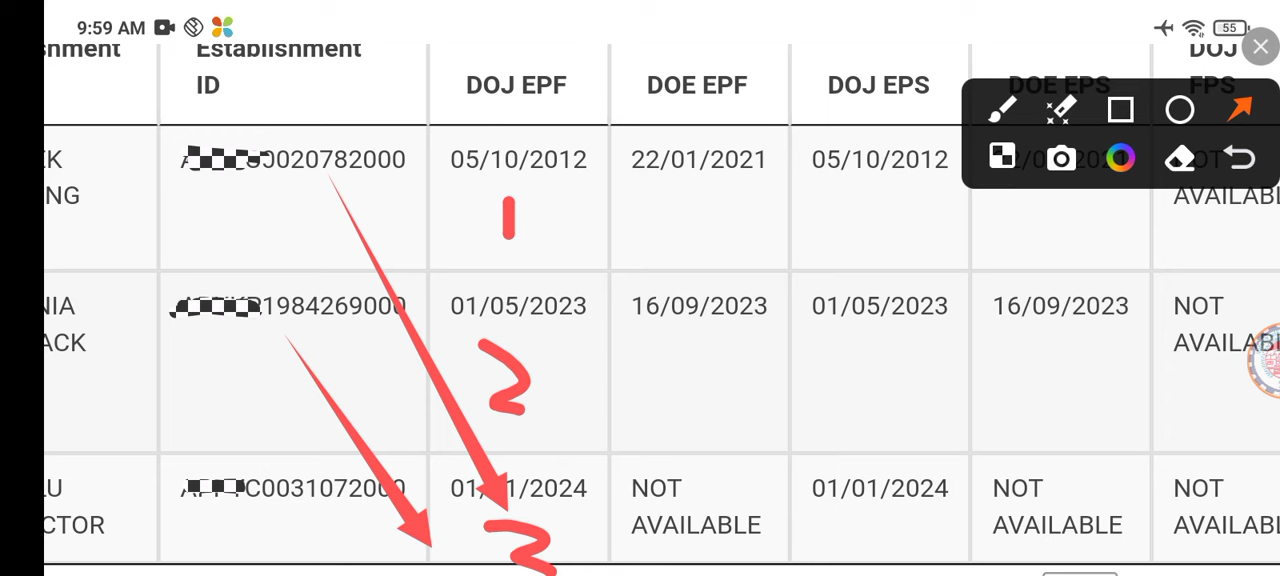 9:59 AM
55
Establishment
ID
DOJ EPF
DOE EPF
DOJ EPS
DOE EPS
DOJ
FPS
0020782000
05/10/2012
22/01/2021
05/10/2012
NG
1
1984269000
01/05/2023
16/09/2023
01/05/2023
16/09/2023
NOT
NIA
ACK
2
LU
C0031072000
01/01/2024
NOT
AVAILABLE
01/01/2024
NOT
AVAILABLE
NOT
CTOR
3